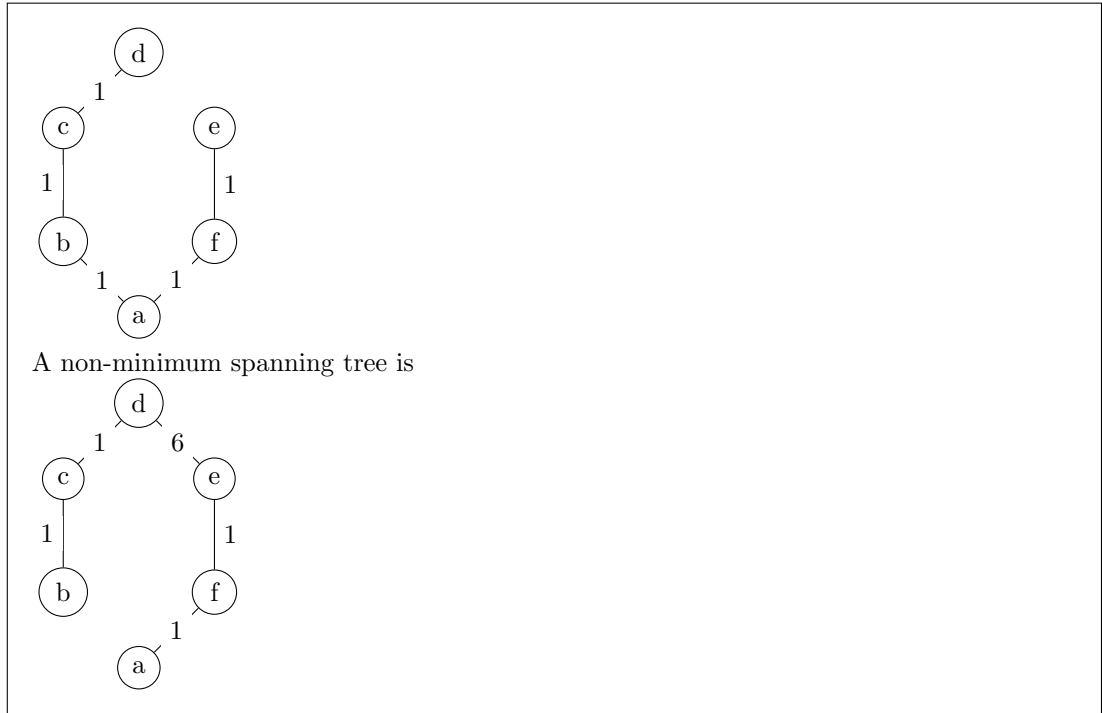 d
1
c e
1 1
b f
1 1
a
A non-minimum spanning tree is
d
1 6
c e
1 1
b f
1
a